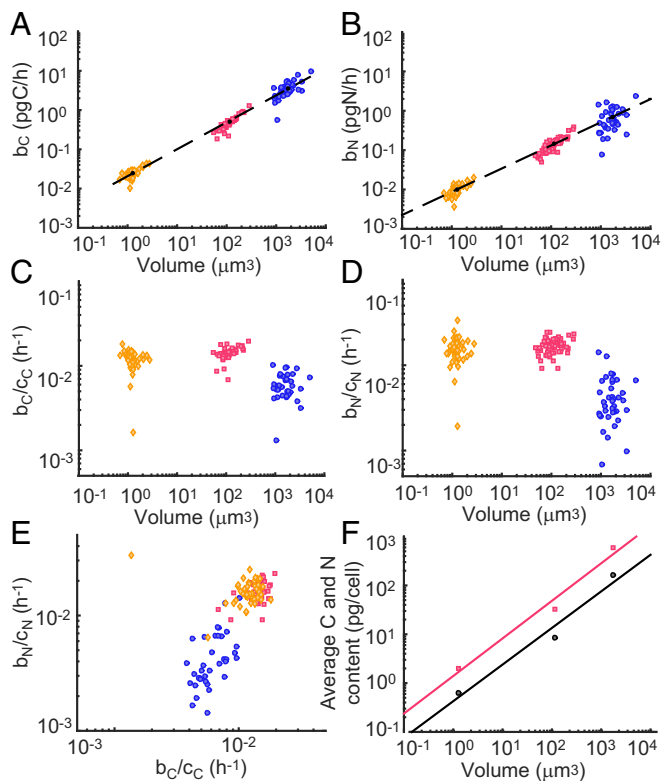 A
B
10²
10¹
10⁰
10⁻¹
10⁻²
10⁻³
b_C (pgC/h)
10⁻¹ 10⁰ 10¹ 10² 10³ 10⁴
Volume (μm³)
10²
10¹
10⁰
10⁻¹
10⁻²
10⁻³
b_N (pgN/h)
10⁻¹ 10⁰ 10¹ 10² 10³ 10⁴
Volume (μm³)
C
D
10⁻¹
10⁻²
10⁻³
b_C/c_C (h⁻¹)
10⁻¹ 10⁰ 10¹ 10² 10³ 10⁴
Volume (μm³)
10⁻¹
10⁻²
10⁻³
b_N/c_N (h⁻¹)
10⁻¹ 10⁰ 10¹ 10² 10³ 10⁴
Volume (μm³)
E
F
10⁻²
10⁻³
b_N/c_N (h⁻¹)
10⁻³ 10⁻²
b_C/c_C (h⁻¹)
10³
10²
10¹
10⁰
10⁻¹
Average C and N
content (pg/cell)
10⁻¹ 10⁰ 10¹ 10² 10³ 10⁴
Volume (μm³)